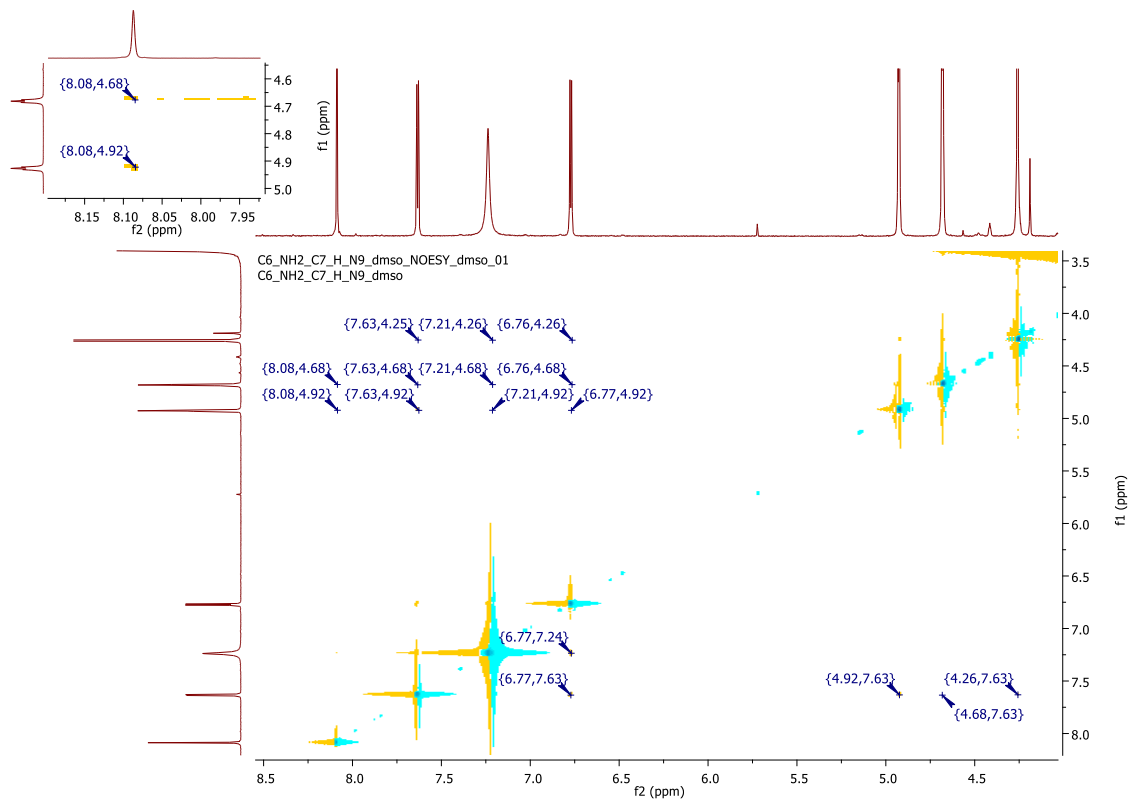 {8.08,4.68}
{8.08,4.92}
4.6
4.7
4.8
4.9
5.0
f1 (ppm)
8.15 8.10 8.05 8.00 7.95
f2 (ppm)
C6_NH2_C7_H_N9_dmso_NOESY_dmso_01
C6_NH2_C7_H_N9_dmso
{7.63,4.25} {7.21,4.26} {6.76,4.26}
{8.08,4.68} {7.63,4.68} {7.21,4.68} {6.76,4.68}
{8.08,4.92} {7.63,4.92} {7.21,4.92} {6.77,4.92}
{6.77,7.24}
{6.77,7.63} {4.92,7.63} {4.26,7.63}
{4.68,7.63}
3.5
4.0
4.5
5.0
5.5
6.0
6.5
7.0
7.5
8.0
f1 (ppm)
8.5 8.0 7.5 7.0 6.5 6.0 5.5 5.0 4.5
f2 (ppm)